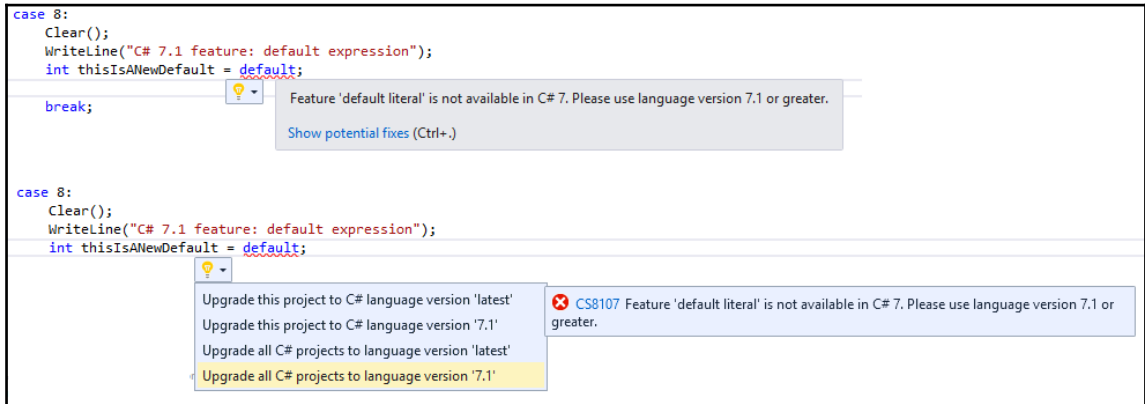 case 8:
Clear();
WriteLine("C# 7.1 feature: default expression");
int thisIsANewDefault = default;
Feature 'default literal' is not available in C# 7. Please use language version 7.1 or greater.
break;
Show potential fixes (Ctrl+.)
case 8:
Clear();
WriteLine("C# 7.1 feature: default expression");
int thisIsANewDefault = default;
Upgrade this project to C# language version 'latest'
Upgrade this project to C# language version '7.1'
Upgrade all C# projects to language version 'latest'
Upgrade all C# projects to language version '7.1'
CS8107 Feature 'default literal' is not available in C# 7. Please use language version 7.1 or
greater.